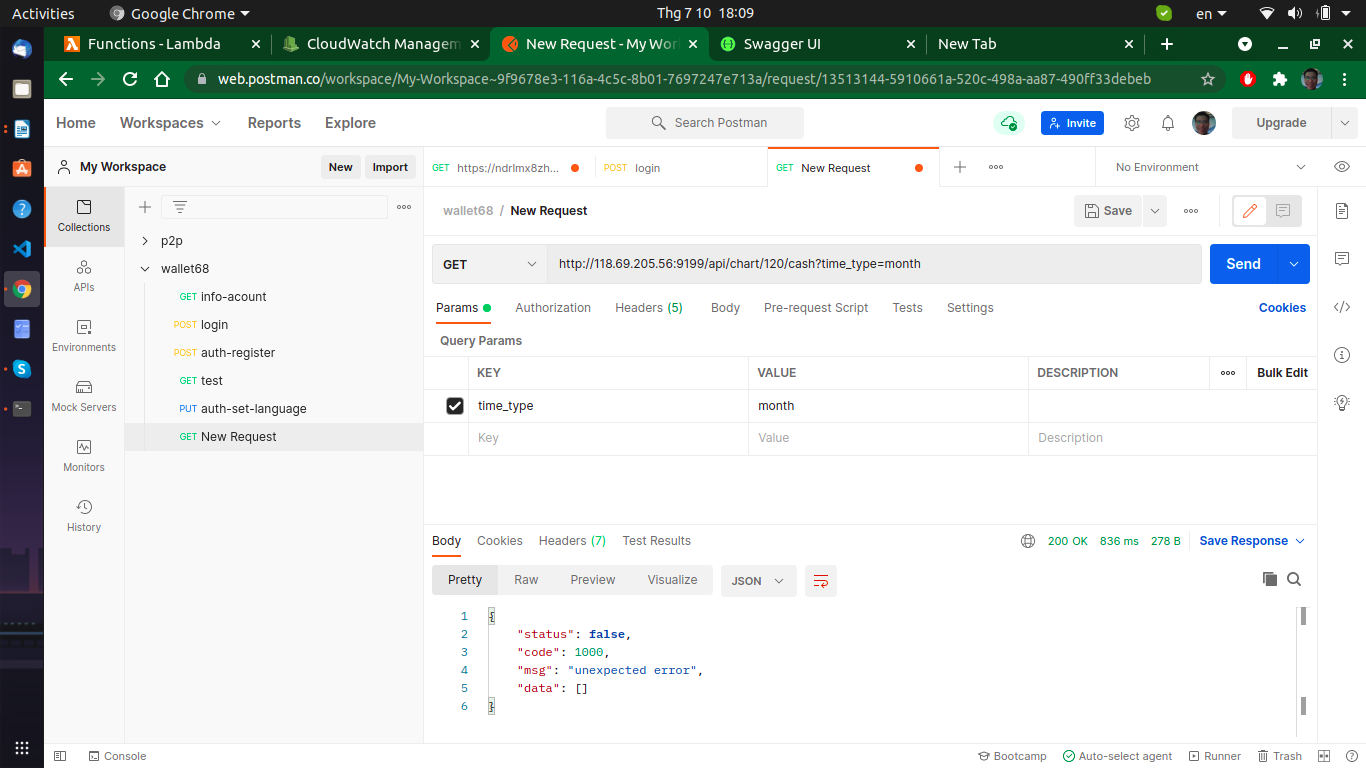 Activities
Google Chrome
Thg 7 10 18:09
en
Functions - Lambda
CloudWatch Managem
New Request - My Wor
Swagger UI
New Tab
web.postman.co/workspace/My-Workspace~9f9678e3-116a-4c5c-8b01-7697247e713a/request/13513144-5910661a-520c-498a-aa87-490ff33debeb
Home
Workspaces
Reports
Explore
Search Postman
Invite
Upgrade
My Workspace
New
Import
GET https://ndrlmx8zh...
POST login
GET New Request
No Environment
Collections
APIs
Environments
Mock Servers
Monitors
History
p2p
wallet68
GET info-acount
POST login
POST auth-register
GET test
PUT auth-set-language
GET New Request
wallet68 / New Request
Save
GET
http://118.69.205.56:9199/api/chart/120/cash?time_type=month
Send
Params
Authorization
Headers (5)
Body
Pre-request Script
Tests
Settings
Cookies
Query Params
KEY VALUE DESCRIPTION
Bulk Edit
time_type month
Key Value Description
Body
Cookies
Headers (7)
Test Results
200 OK 836 ms 278 B
Save Response
Pretty
Raw
Preview
Visualize
JSON
1 {
2 "status": false,
3 "code": 1000,
4 "msg": "unexpected error",
5 "data": []
6 }
Console
Bootcamp
Auto-select agent
Runner
Trash